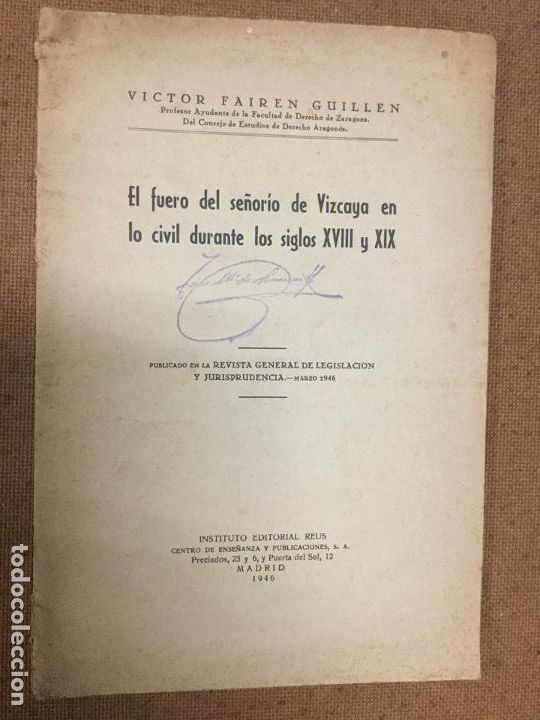 VICTOR FAIREN GUILLEN
Profesor Ayudante de la Facultad de Derecho de Zaragoza.
Del Consejo de Estudios de Derecho Aragonés.
El fuero del señorío de Vizcaya en
lo civil durante los siglos XVIII y XIX
PUBLICADO EN LA REVISTA GENERAL DE LEGISLACION
Y JURISPRUDENCIA.—MARZO 1946
INSTITUTO EDITORIAL REUS
CENTRO DE ENSEÑANZA Y PUBLICACIONES, S. A.
Preciados, 23 y 6, y Puerta del Sol, 12
MADRID
1946
todocoleccion